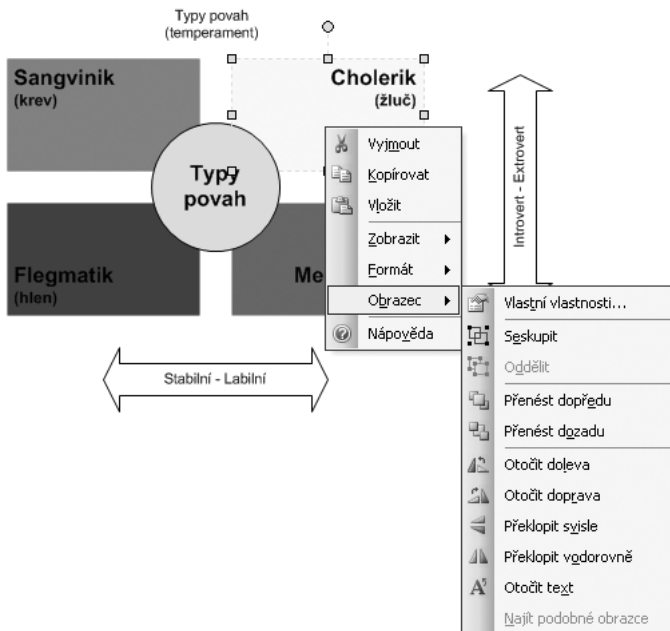 Typy povah
(temperament)
Sangvinik
(krev)
Cholerik
(žluč)
Typy
povah
Flegmatik
(hlen)
Me
Introvert - Extrovert
Stabilní - Labilní
Vyjmout
Kopírovat
Vložit
Zobrazit
Formát
Obrazec
Nápověda
Vlastní vlastnosti...
Seskupit
Oddělit
Přenést dopředu
Přenést dozadu
Otočit doleva
Otočit doprava
Překlopit svisle
Překlopit vodorovně
Otočit text
Najít podobné obrazce